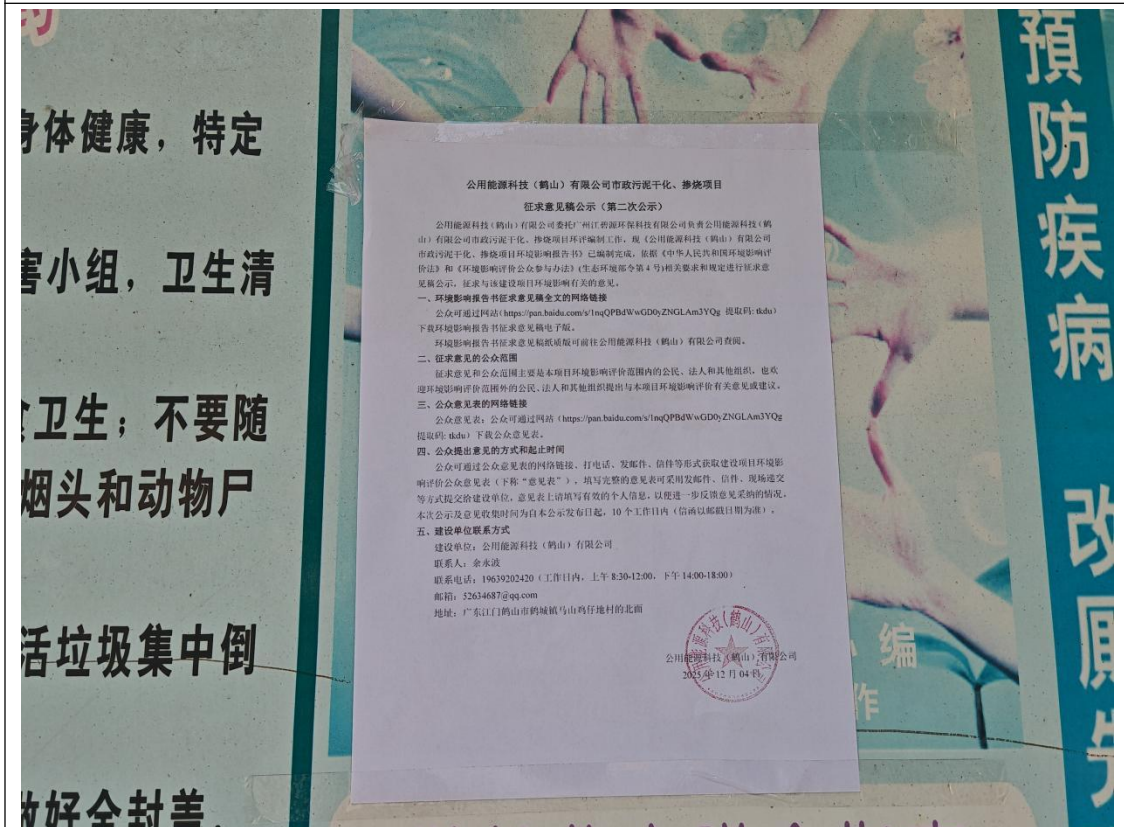 身体健康，特定
害小组，卫生清
卫生；不要随
烟头和动物尸
活垃圾集中倒
做好全封盖，
預防疾病 改厕先
编
作
公用能源科技（鹤山）有限公司市政污泥干化、掺烧项目
征求意见稿公示（第二次公示）
公用能源科技（鹤山）有限公司委托广州江碧源环保科技有限公司负责公用能源科技（鹤
山）有限公司市政污泥干化、掺烧项目环评编制工作，现《公用能源科技（鹤山）有限公司
市政污泥干化、掺烧项目环境影响报告书》已编制完成，依据《中华人民共和国环境影响评
价法》和《环境影响评价公众参与办法》（生态环境部令第 4 号）相关要求和规定进行征求意
见稿公示，征求与该建设项目环境影响有关的意见。
一、环境影响报告书征求意见稿全文的网络链接
公众可通过网站（https://pan.baidu.com/s/1nqQPBdWwGD0yZNGLAm3YQg 提取码: tkdu）
下载环境影响报告书征求意见稿电子版。
环境影响报告书征求意见稿纸质版可前往公用能源科技（鹤山）有限公司查阅。
二、征求意见的公众范围
征求意见和公众范围主要是本项目环境影响评价范围内的公民、法人和其他组织，也欢
迎环境影响评价范围外的公民、法人和其他组织提出与本项目环境影响评价有关意见或建议。
三、公众意见表的网络链接
公众意见表：公众可通过网站（https://pan.baidu.com/s/1nqQPBdWwGD0yZNGLAm3YQg
提取码: tkdu）下载公众意见表。
四、公众提出意见的方式和起止时间
公众可通过公众意见表的网络链接、打电话、发邮件、信件等形式获取建设项目环境影
响评价公众意见表（下称“意见表”），填写完整的意见表可采用发邮件、信件、现场递交
等方式提交给建设单位，意见表上请填写有效的个人信息，以便进一步反馈意见采纳的情况。
本次公示及意见收集时间为自本公示发布日起，10 个工作日内（信函以邮戳日期为准）。
五、建设单位联系方式
建设单位：公用能源科技（鹤山）有限公司
联系人：余永波
联系电话：19639202420（工作日内，上午 8:30-12:00，下午 14:00-18:00）
邮箱：52634687@qq.com
地址：广东江门鹤山市鹤城镇马山鸡仔地村的北面
公用能源科技（鹤山）有限公司
2025 年 12 月 04 日
公用能源科技（鹤山）有限公司